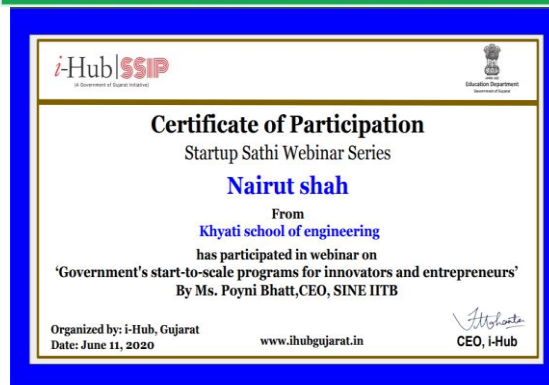 i-Hub SSIP
(A Government of Gujarat Initiative)
Education Department
Government of Gujarat
Certificate of Participation
Startup Sathi Webinar Series
Nairut shah
From
Khyati school of engineering
has participated in webinar on
‘Government's start-to-scale programs for innovators and entrepreneurs’
By Ms. Poyni Bhatt,CEO, SINE IITB
Organized by: i-Hub, Gujarat
Date: June 11, 2020
www.ihubgujarat.in
CEO, i-Hub